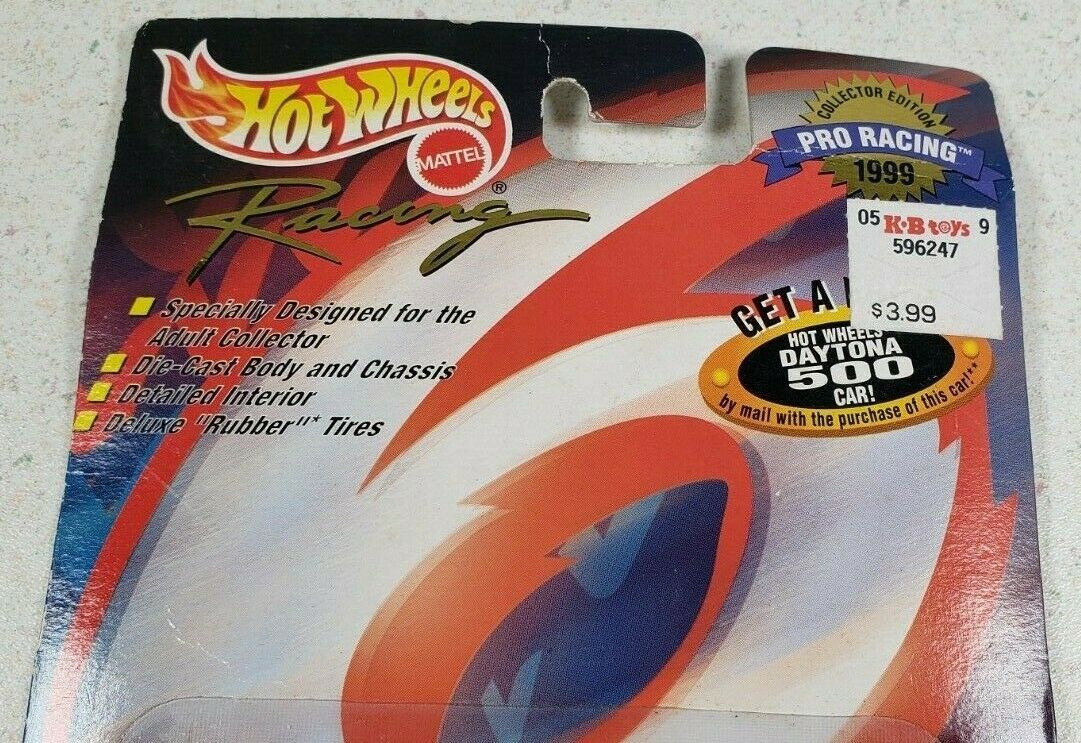 HOT WHEELS
MATTEL
Racing®
Specially Designed for the
Adult Collector
Die-Cast Body and Chassis
Detailed Interior
Deluxe "Rubber"* Tires
COLLECTOR EDITION
PRO RACING™
1999
05 K·B toys 9
596247
$3.99
GET A
HOT WHEELS
DAYTONA
500
CAR!
by mail with the purchase of this car!**